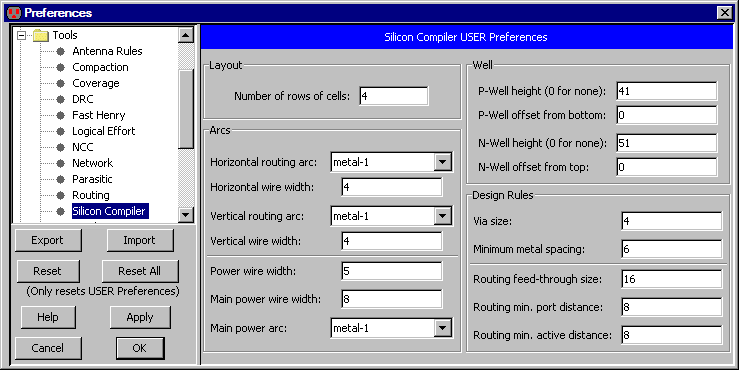 Preferences
Tools
Antenna Rules
Compaction
Coverage
DRC
Fast Henry
Logical Effort
NCC
Network
Parasitic
Routing
Silicon Compiler
Export Import
Reset Reset All
(Only resets USER Preferences)
Help Apply
Cancel OK
Silicon Compiler USER Preferences
Layout
Number of rows of cells: 4
Arcs
Horizontal routing arc: metal-1
Horizontal wire width: 4
Vertical routing arc: metal-1
Vertical wire width: 4
Power wire width: 5
Main power wire width: 8
Main power arc: metal-1
Well
P-Well height (0 for none): 41
P-Well offset from bottom: 0
N-Well height (0 for none): 51
N-Well offset from top: 0
Design Rules
Via size: 4
Minimum metal spacing: 6
Routing feed-through size: 16
Routing min. port distance: 8
Routing min. active distance: 8